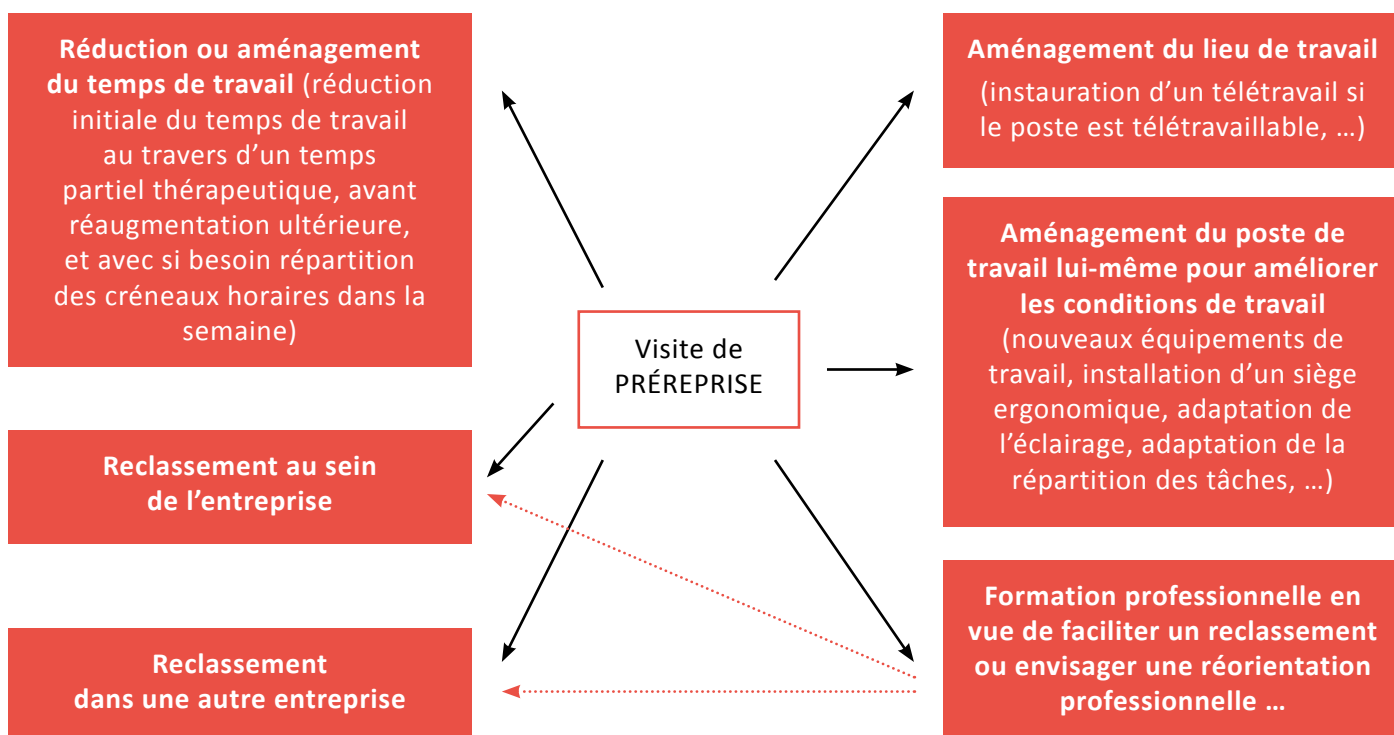 Réduction ou aménagement
du temps de travail (réduction
initiale du temps de travail
au travers d’un temps
partiel thérapeutique, avant
réaugmentation ultérieure,
et avec si besoin répartition
des créneaux horaires dans la
semaine)
Aménagement du lieu de travail
(instauration d’un télétravail si
le poste est télétravaillable, …)
Aménagement du poste de
travail lui-même pour améliorer
les conditions de travail
(nouveaux équipements de
travail, installation d’un siège
ergonomique, adaptation de
l’éclairage, adaptation de la
répartition des tâches, …)
Visite de
PRÉREPRISE
Reclassement au sein
de l’entreprise
Reclassement
dans une autre entreprise
Formation professionnelle en
vue de faciliter un reclassement
ou envisager une réorientation
professionnelle …